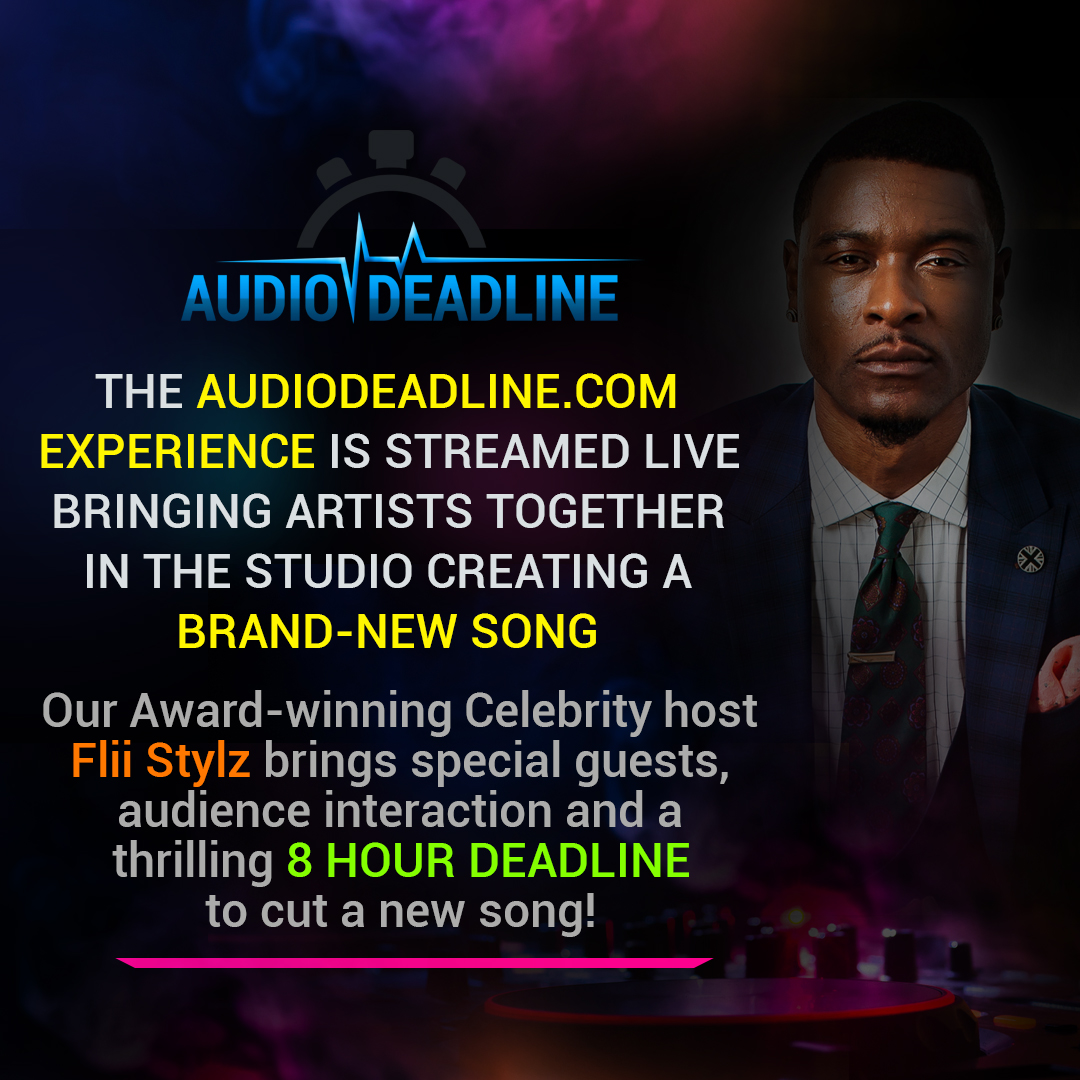 AUDIO DEADLINE
THE AUDIODEADLINE.COM
EXPERIENCE IS STREAMED LIVE
BRINGING ARTISTS TOGETHER
IN THE STUDIO CREATING A
BRAND-NEW SONG
Our Award-winning Celebrity host
Flii Stylz brings special guests,
audience interaction and a
thrilling 8 HOUR DEADLINE
to cut a new song!